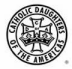 CATHOLIC DAUGHTERS
OF THE AMERICAS
®